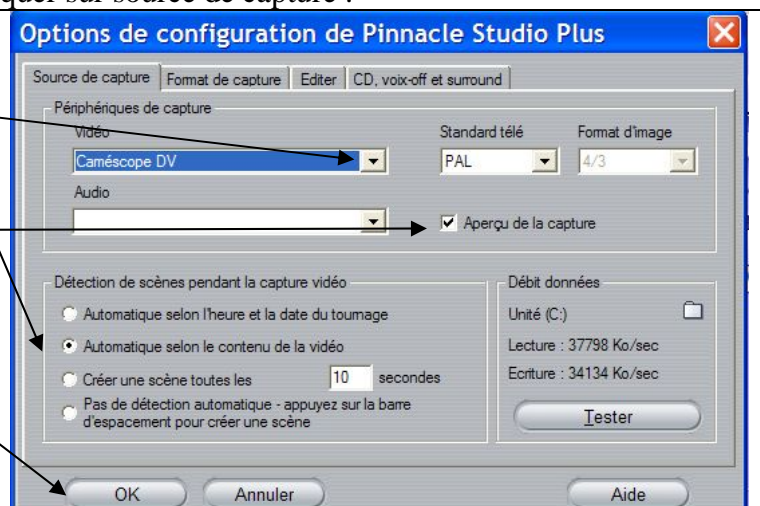 quer sur source de capture :
Options de configuration de Pinnacle Studio Plus
Source de capture Format de capture Editer CD, voix-off et surround
Périphériques de capture
Vidéo Standard télé Format d'image
Caméscope DV PAL 4/3
Audio
Aperçu de la capture
Détection de scènes pendant la capture vidéo Débit données
Automatique selon l'heure et la date du tournage Unité (C:)
Automatique selon le contenu de la vidéo Lecture : 37798 Ko/sec
Créer une scène toutes les 10 secondes Ecriture : 34134 Ko/sec
Pas de détection automatique - appuyez sur la barre
d'espacement pour créer une scène Tester
OK Annuler Aide